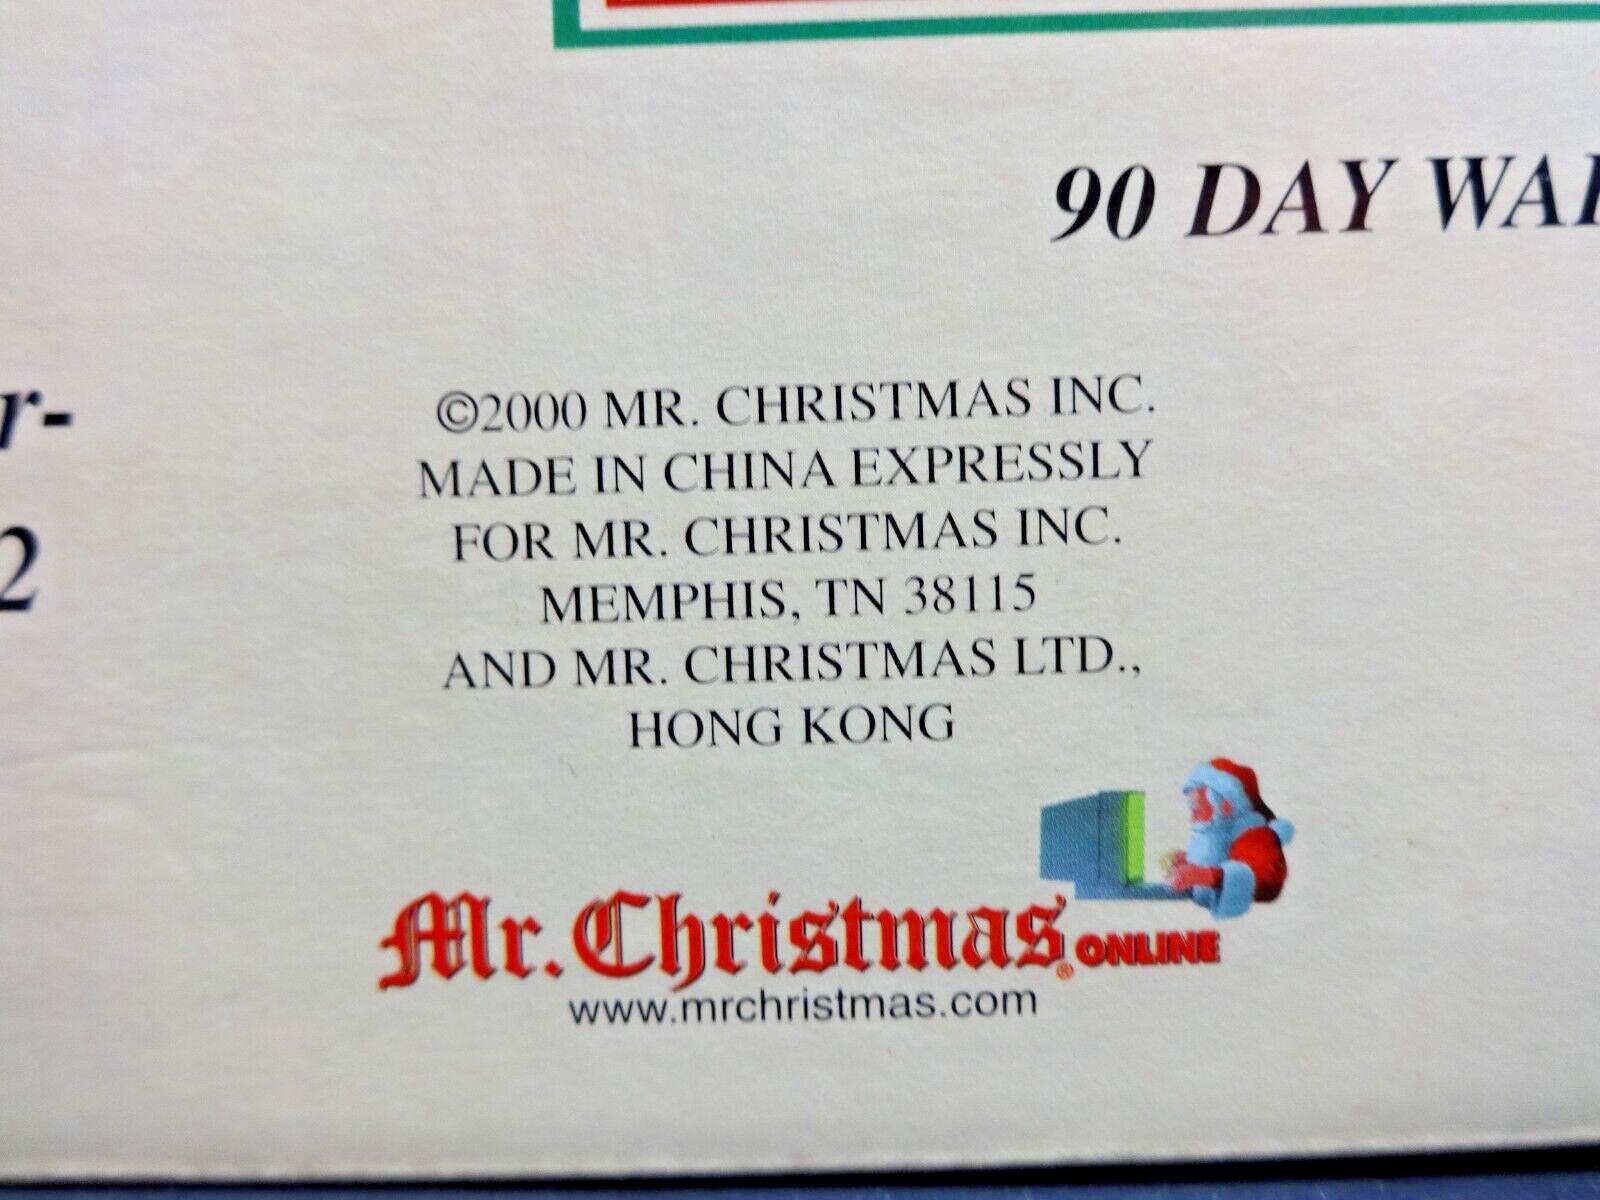 90 DAY
r-
2
©2000 MR. CHRISTMAS INC.
MADE IN CHINA EXPRESSLY
FOR MR. CHRISTMAS INC.
MEMPHIS, TN 38115
AND MR. CHRISTMAS LTD.,
HONG KONG
Mr. Christmas® ONLINE
www.mrchristmas.com